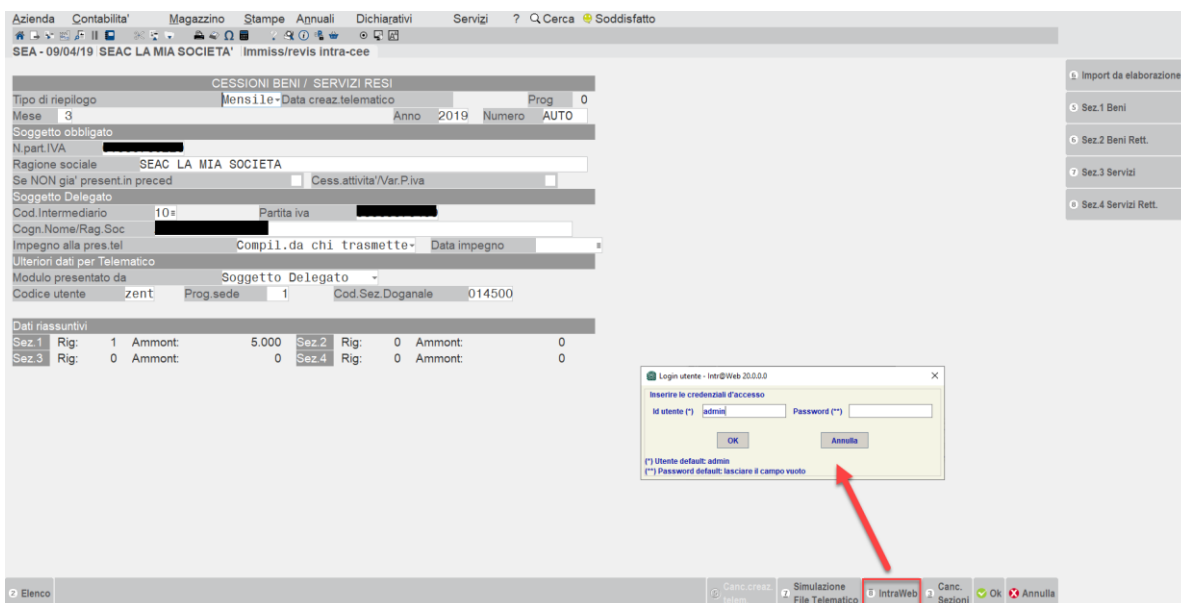 Azienda Contabilita' Magazzino Stampe Annuali Dichiarativi Servizi ? Cerca Soddisfatto
SEA - 09/04/19 SEAC LA MIA SOCIETA' Immiss/revis intra-cee
CESSIONI BENI / SERVIZI RESI
Tipo di riepilogo Mensile Data creaz.telematico Prog 0
Mese 3 Anno 2019 Numero AUTO
Soggetto obbligato
N.part.IVA
Ragione sociale SEAC LA MIA SOCIETA
Se NON gia' present.in preced Cess.attivita'/Var.P.iva
Soggetto Delegato
Cod.Intermediario 10 Partita iva
Cogn.Nome/Rag.Soc
Impegno alla pres.tel Compil.da chi trasmette Data impegno
Ulteriori dati per Telematico
Modulo presentato da Soggetto Delegato
Codice utente zent Prog.sede 1 Cod.Sez.Doganale 014500
Dati riassuntivi
Sez.1 Rig: 1 Ammont: 5.000 Sez.2 Rig: 0 Ammont: 0
Sez.3 Rig: 0 Ammont: 0 Sez.4 Rig: 0 Ammont: 0
Import da elaborazione
5 Sez.1 Beni
6 Sez.2 Beni Rett.
7 Sez.3 Servizi
8 Sez.4 Servizi Rett.
Login utente - Intr@Web 20.0.0.0
Inserire le credenziali d'accesso
Id utente (*) admin Password (**)
OK Annulla
(*) Utente default: admin
(**) Password default: lasciare il campo vuoto
2 Elenco
Canc.creaz. telem.
Simulazione File Telematico
IntraWeb
Canc. Sezioni
Ok
Annulla